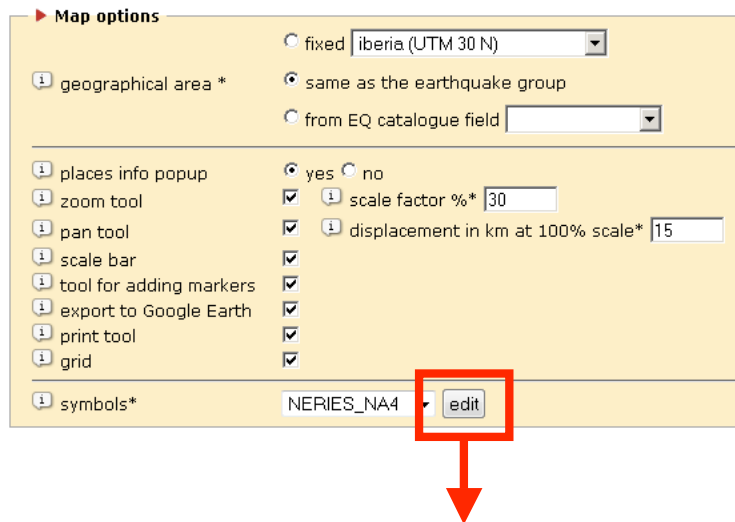 Map options
fixed iberia (UTM 30 N)
geographical area * same as the earthquake group
from EQ catalogue field
places info popup yes no
zoom tool scale factor %* 30
pan tool displacement in km at 100% scale* 15
scale bar
tool for adding markers
export to Google Earth
print tool
grid
symbols* NERIES_NA4 edit